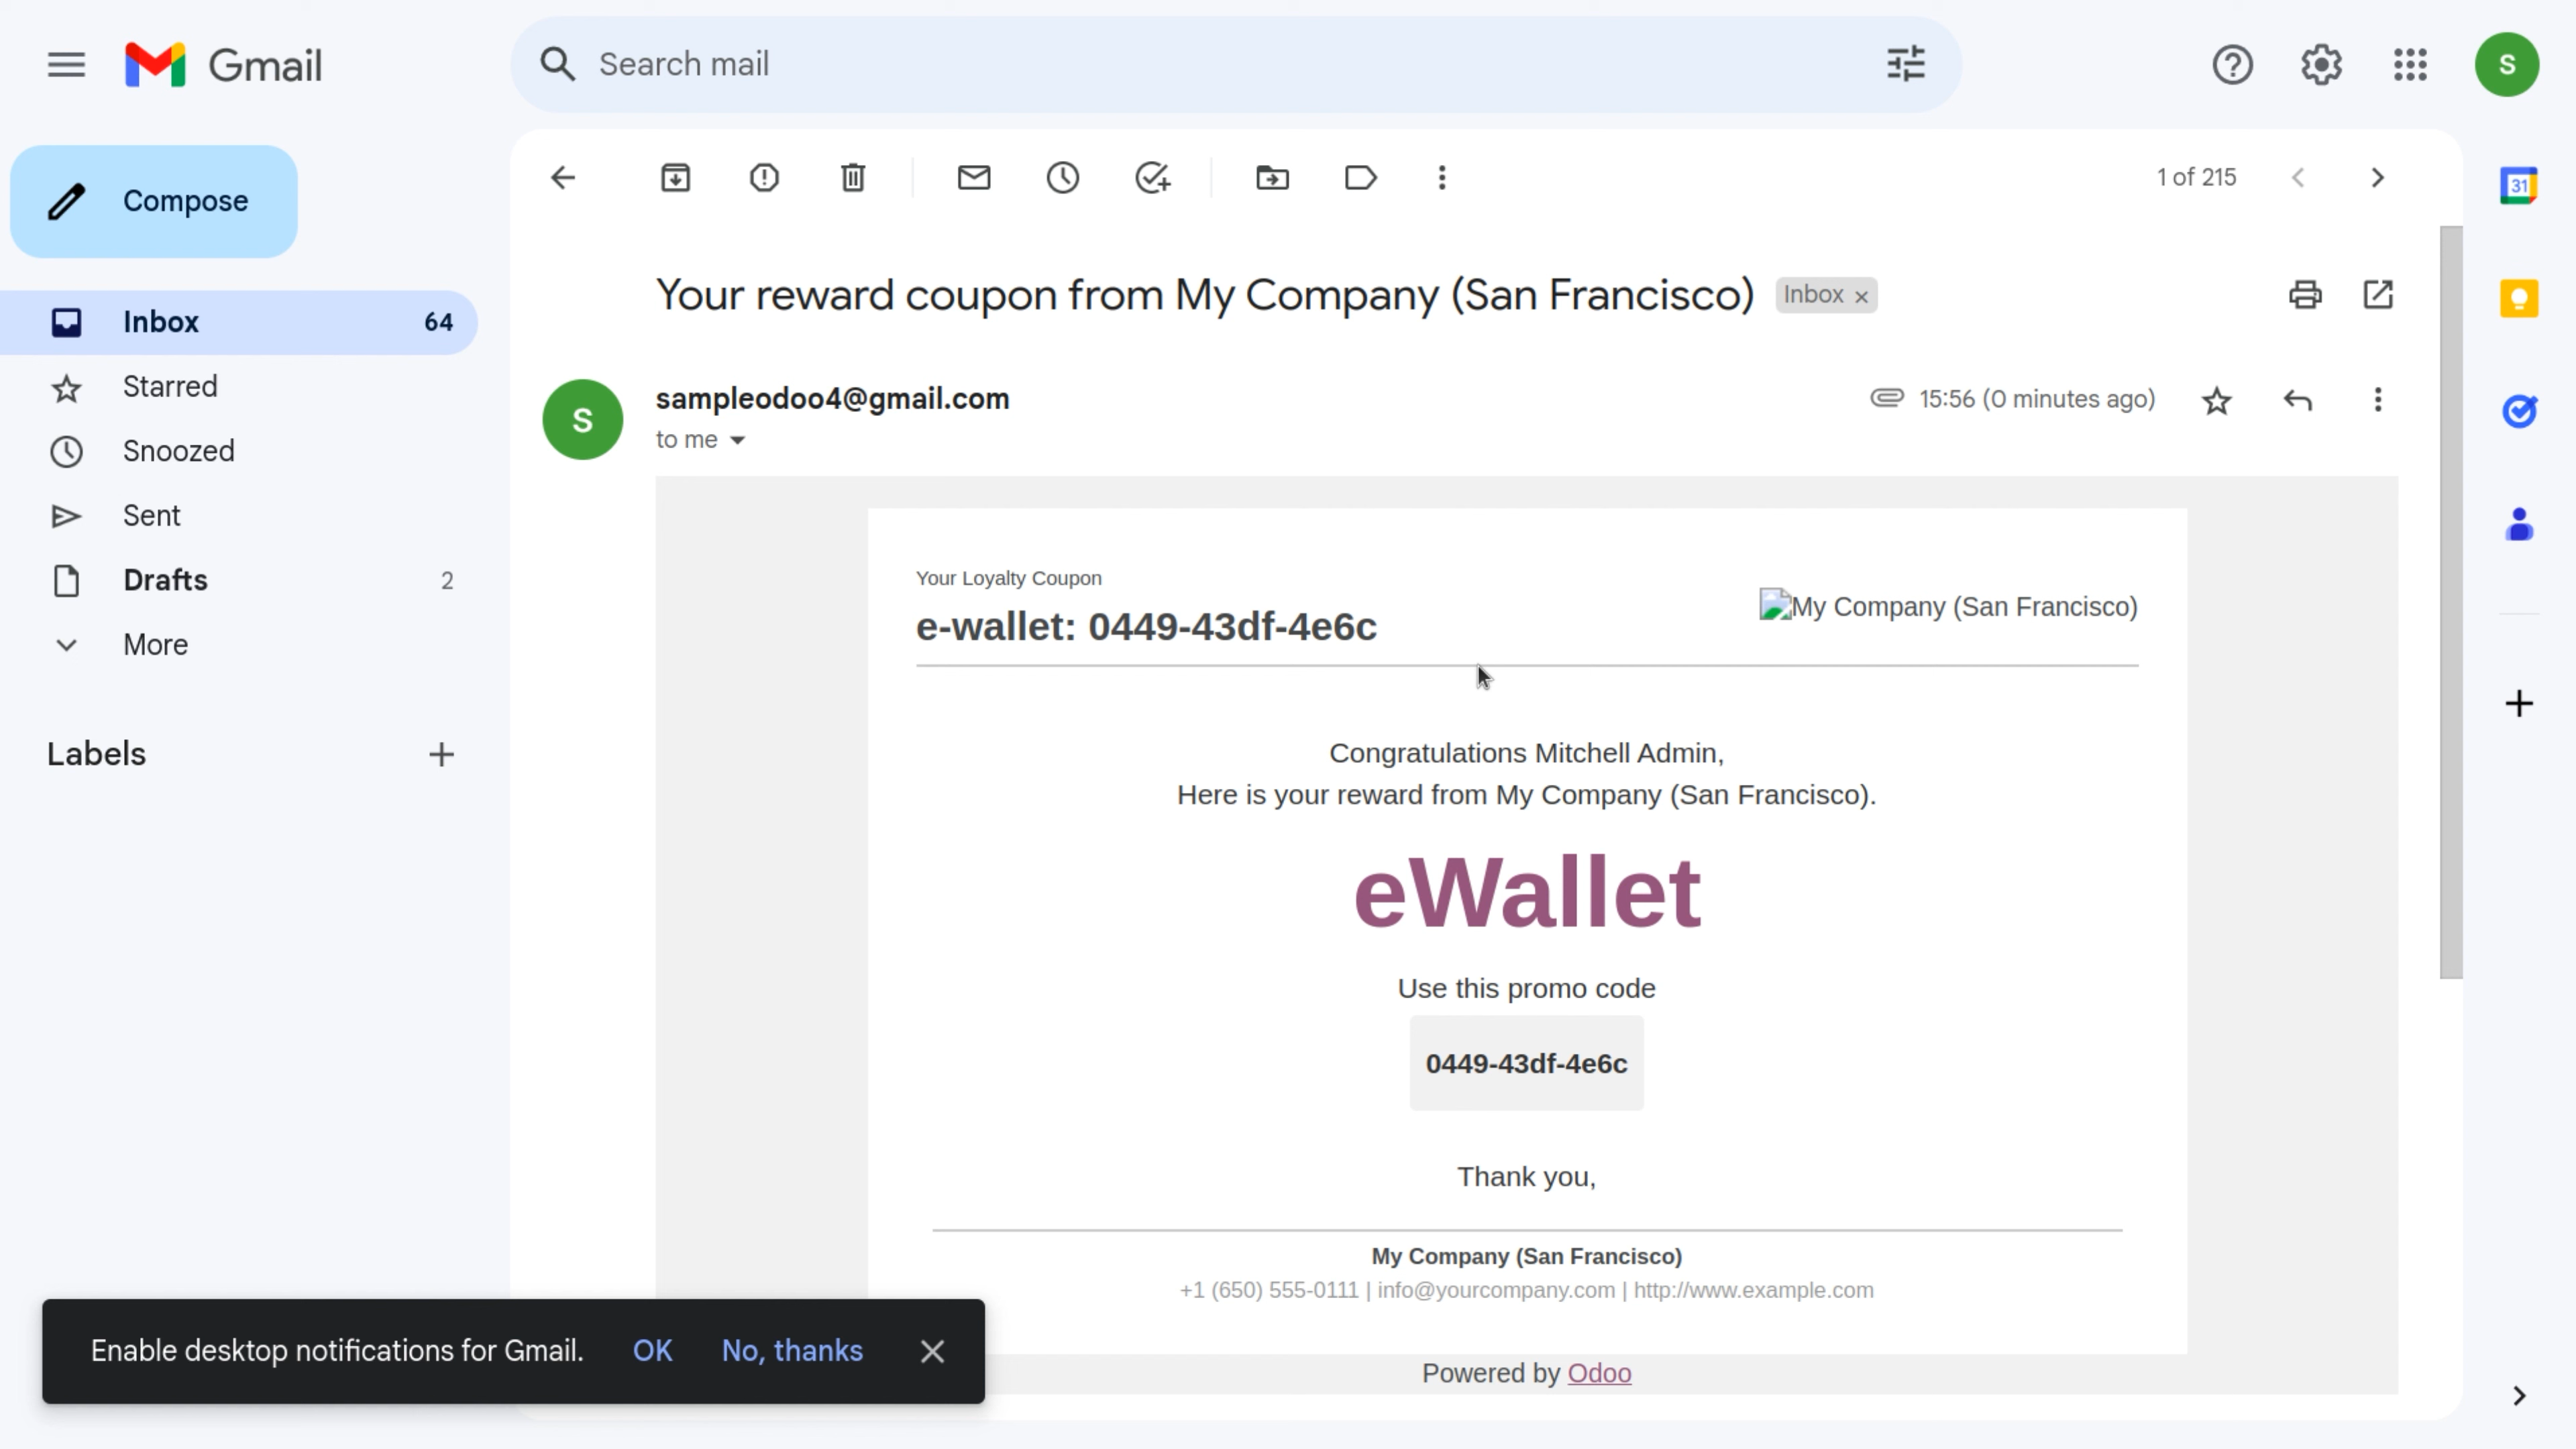 Gmail
Search mail
S
Compose
1 of 215
31
Inbox 64
Starred
Snoozed
Sent
Drafts 2
More
Labels
Your reward coupon from My Company (San Francisco) Inbox ×
S
sampleodoo4@gmail.com
15:56 (0 minutes ago)
to me
Your Loyalty Coupon
e-wallet: 0449-43df-4e6c
My Company (San Francisco)
Congratulations Mitchell Admin,
Here is your reward from My Company (San Francisco).
eWallet
Use this promo code
0449-43df-4e6c
Thank you,
My Company (San Francisco)
+1 (650) 555-0111 | info@yourcompany.com | http://www.example.com
Powered by Odoo
Enable desktop notifications for Gmail. OK No, thanks